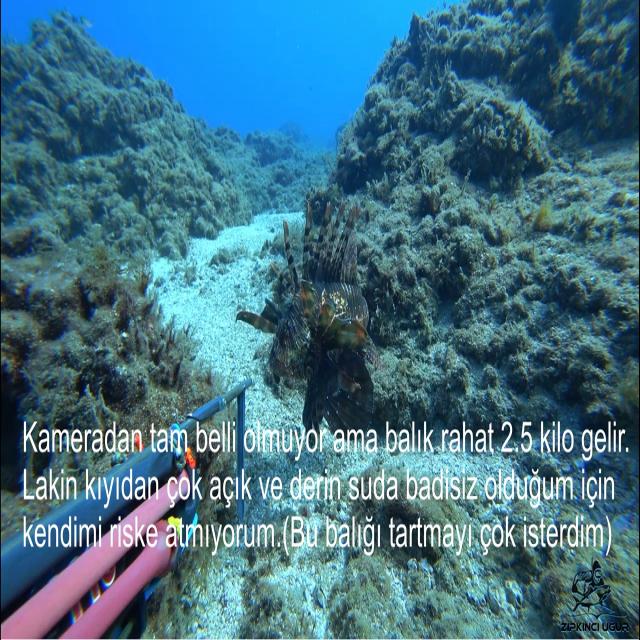 Kameradan tam belli olmuyor ama balık rahat 2.5 kilo gelir.
Lakin kıyıdan çok açık ve derin suda badisiz olduğum için
kendimi riske atmıyorum.(Bu balığı tartmayı çok isterdim)
ZIPKINCI UĞUR